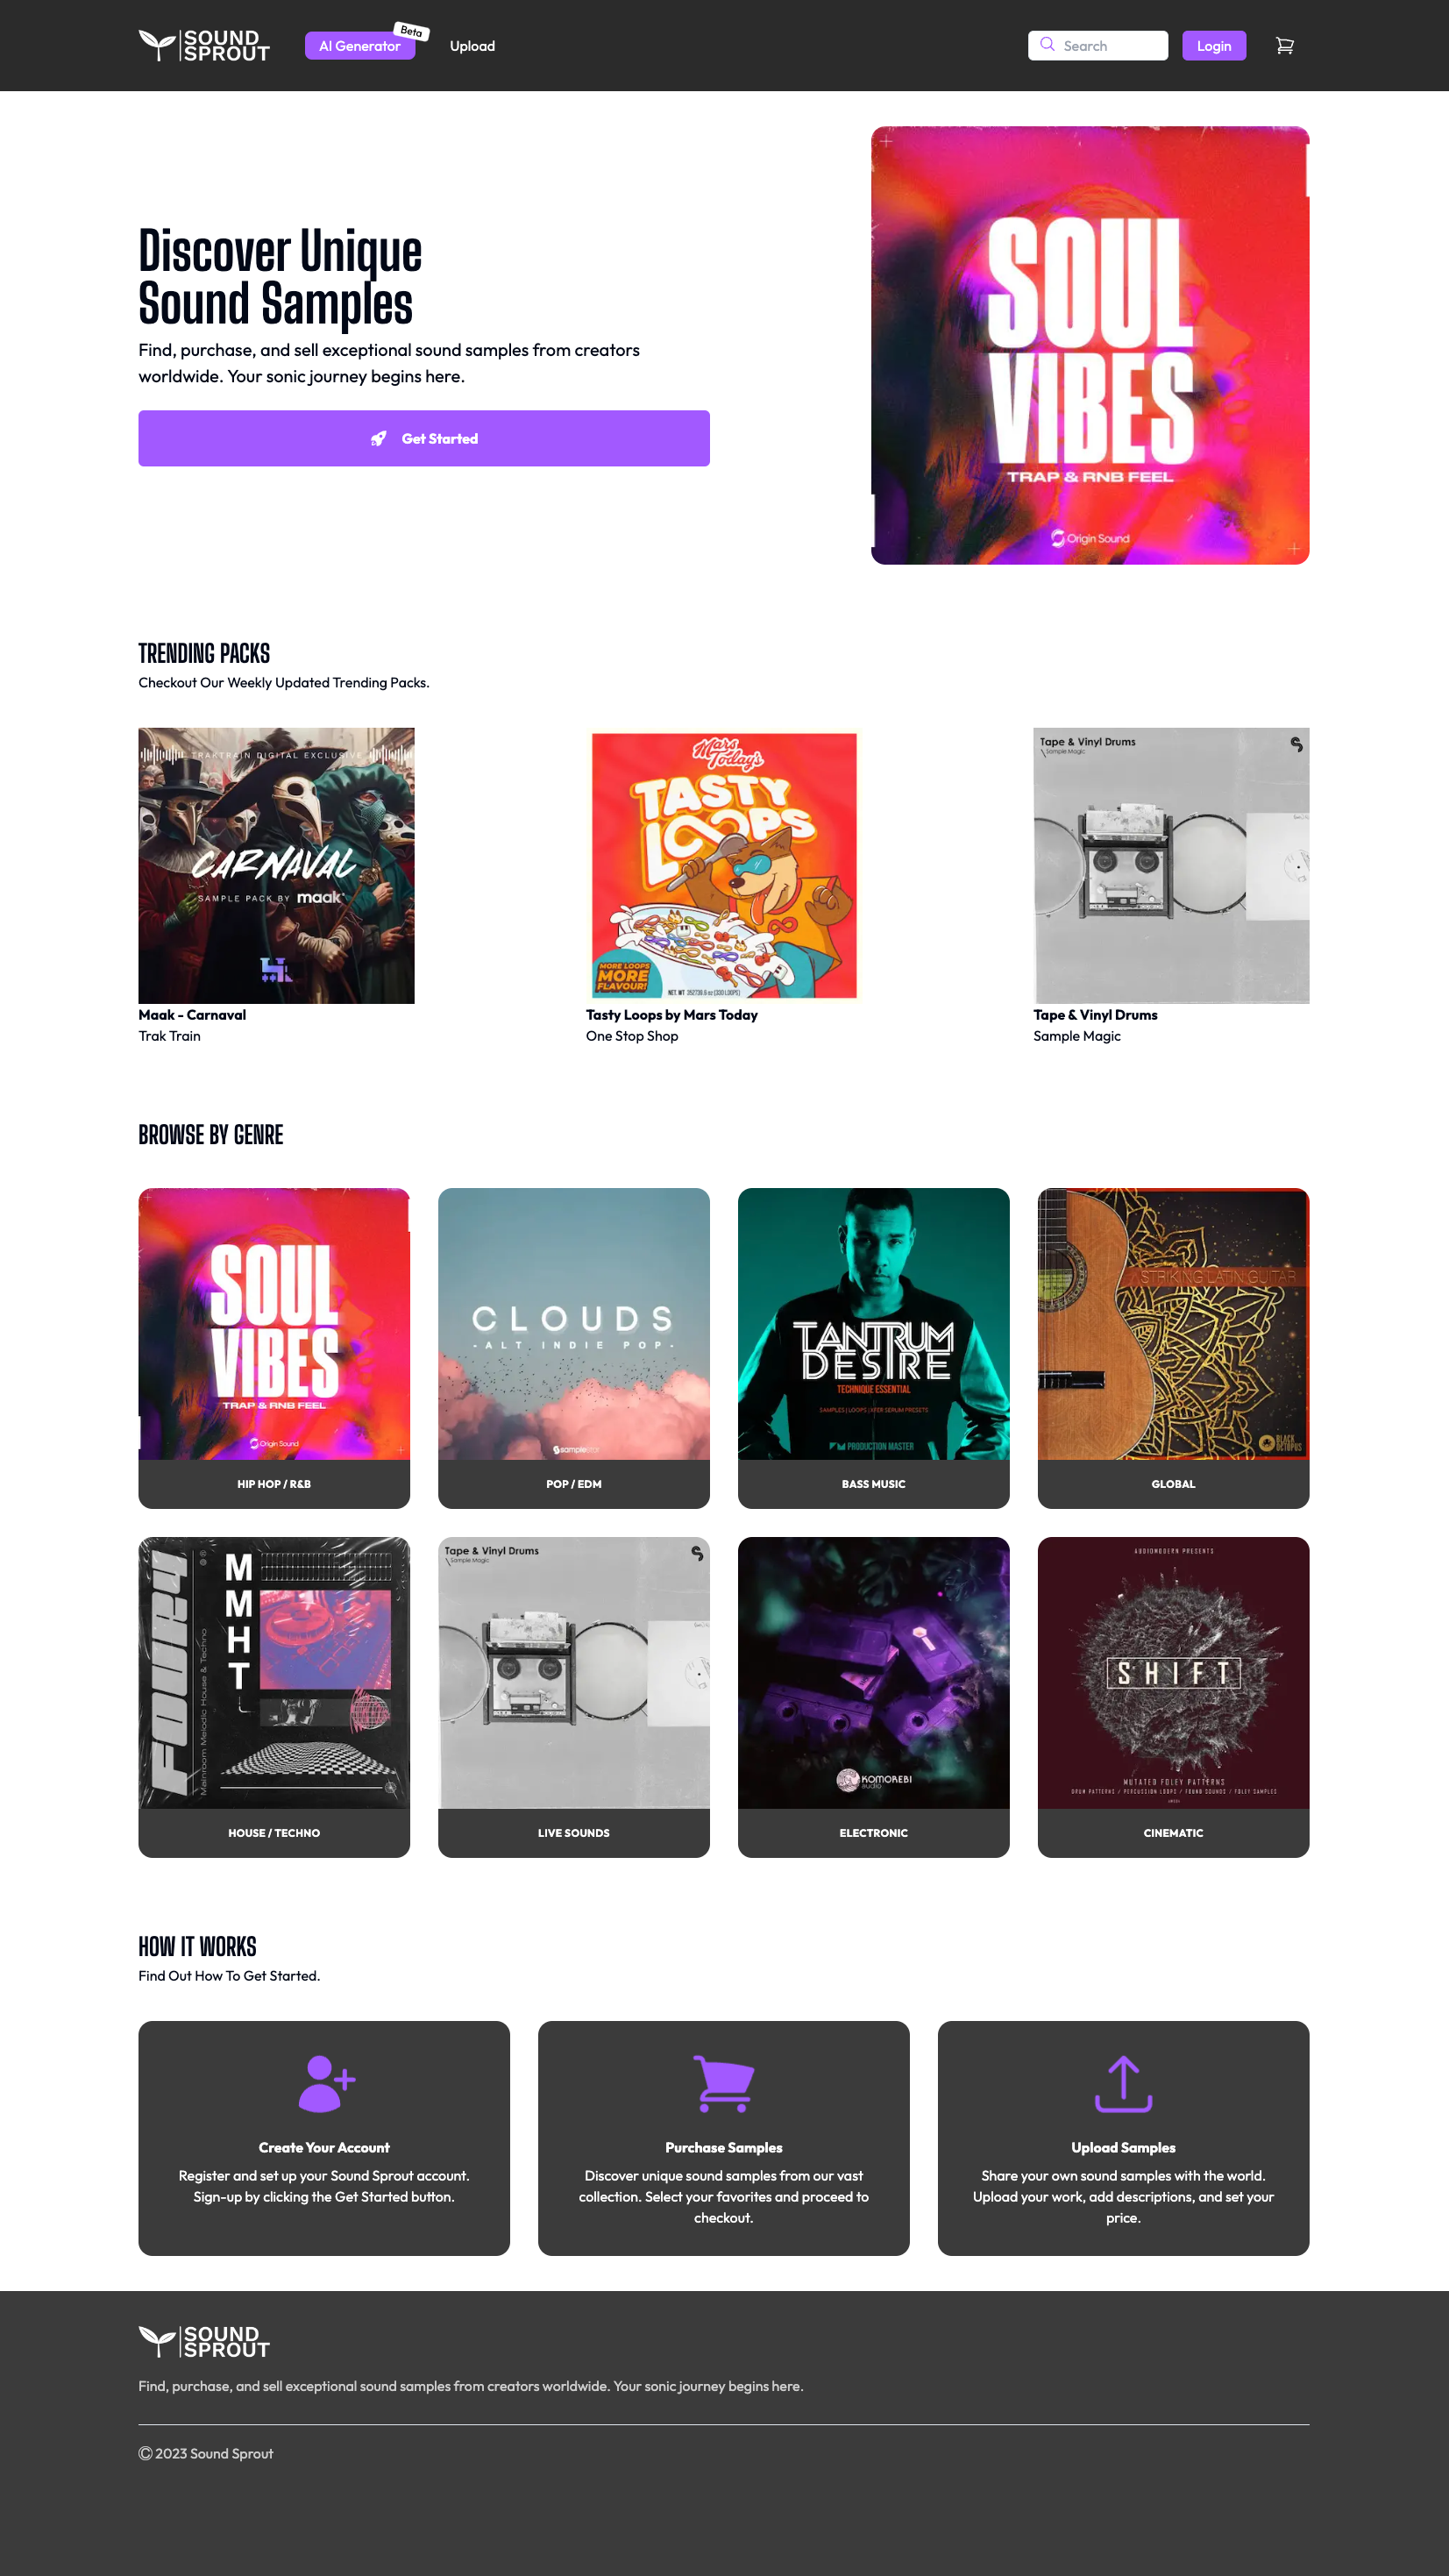 SOUND
SPROUT
AI Generator
Beta
Upload
Search
Login
Discover Unique
Sound Samples
Find, purchase, and sell exceptional sound samples from creators
worldwide. Your sonic journey begins here.
Get Started
SOUL
VIBES
TRAP & RNB FEEL
Origin Sound
TRENDING PACKS
Checkout Our Weekly Updated Trending Packs.
TRAKTRAIN DIGITAL EXCLUSIVE
CARNAVAL
SAMPLE PACK BY maak
Maak - Carnaval
Trak Train
Mars
Today's
TASTY
LOOPS
MORE LOOPS
MORE
FLAVOUR!
Tasty Loops by Mars Today
One Stop Shop
Tape & Vinyl Drums
Sample Magic
Tape & Vinyl Drums
Sample Magic
BROWSE BY GENRE
SOUL
VIBES
TRAP & RNB FEEL
Origin Sound
HIP HOP / R&B
CLOUDS
-ALT INDIE POP-
POP / EDM
TANTRUM
DESIRE
TECHNIQUE ESSENTIAL
SAMPLES | LOOPS | XFER SERUM PRESETS
PRODUCTION MASTER
BASS MUSIC
STRIKING LATIN GUITAR
BLACK
OCTOPUS
GLOBAL
FOUR4
Mainroom Melodic House & Techno
M
M
H
T
HOUSE / TECHNO
Tape & Vinyl Drums
Sample Magic
LIVE SOUNDS
KOMOREBI
audio
ELECTRONIC
AUDIOMODERN PRESENTS
SHIFT
MUTATED FOLEY PATTERNS
DRUM PATTERNS / PERCUSSION LOOPS / FOUND SOUNDS / FOLEY SAMPLES
CINEMATIC
HOW IT WORKS
Find Out How To Get Started.
Create Your Account
Register and set up your Sound Sprout account.
Sign-up by clicking the Get Started button.
Purchase Samples
Discover unique sound samples from our vast
collection. Select your favorites and proceed to
checkout.
Upload Samples
Share your own sound samples with the world.
Upload your work, add descriptions, and set your
price.
SOUND
SPROUT
Find, purchase, and sell exceptional sound samples from creators worldwide. Your sonic journey begins here.
© 2023 Sound Sprout